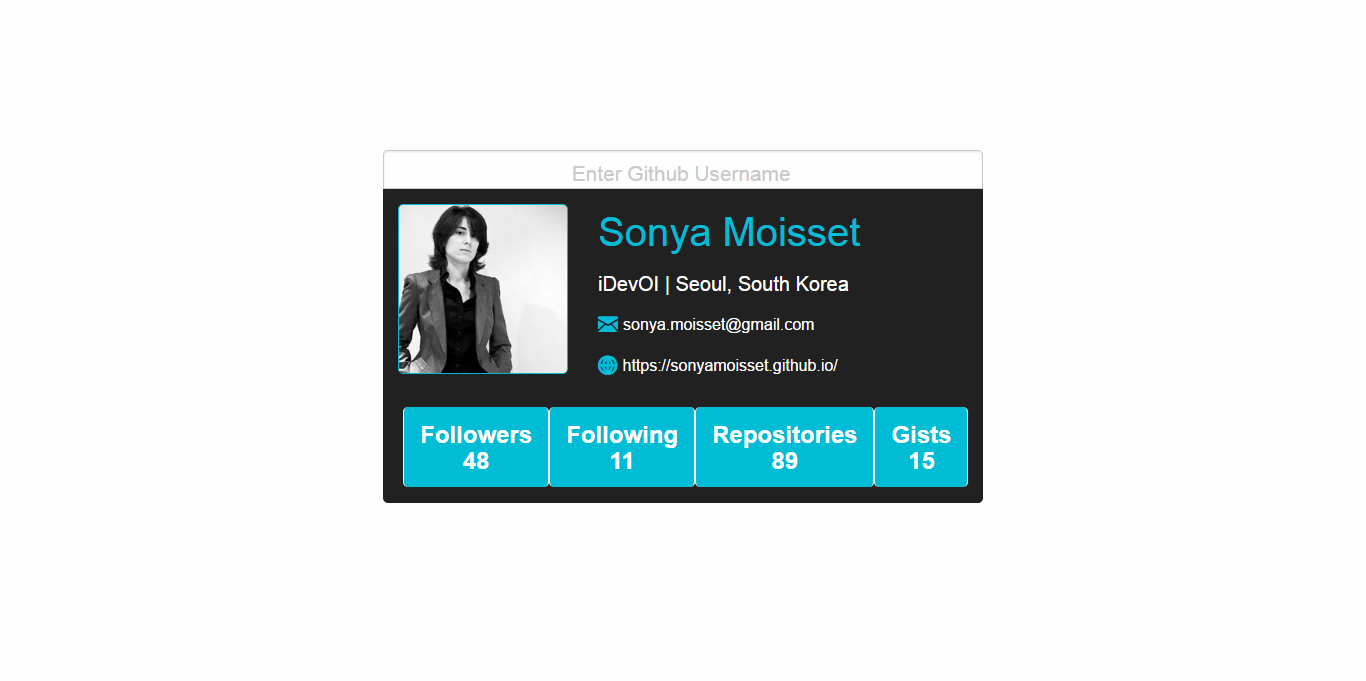 Enter Github Username
Sonya Moisset
iDevOI | Seoul, South Korea
sonya.moisset@gmail.com
https://sonyamoisset.github.io/
Followers Following Repositories Gists
48 11 89 15